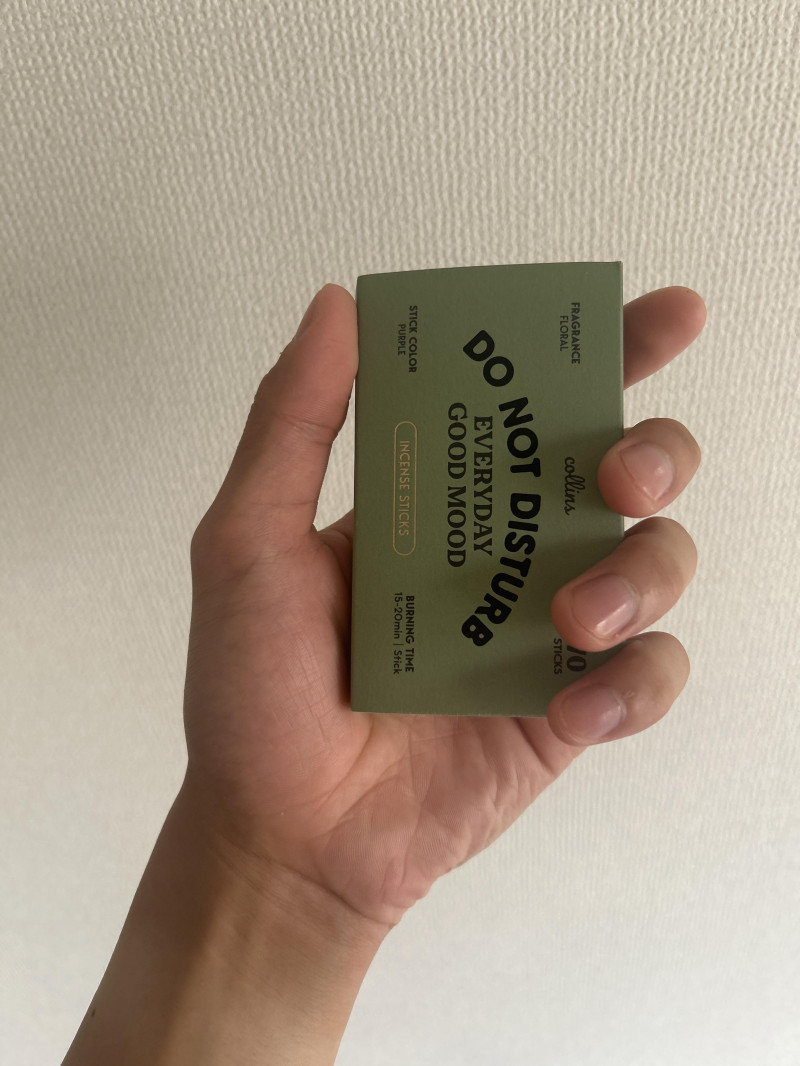 FRAGRANCE
FLORAL
collins
STICKS
DO NOT DISTURB
EVERYDAY
GOOD MOOD
STICK COLOR
PURPLE
INCENSE STICKS
BURNING TIME
15-20min | Stick